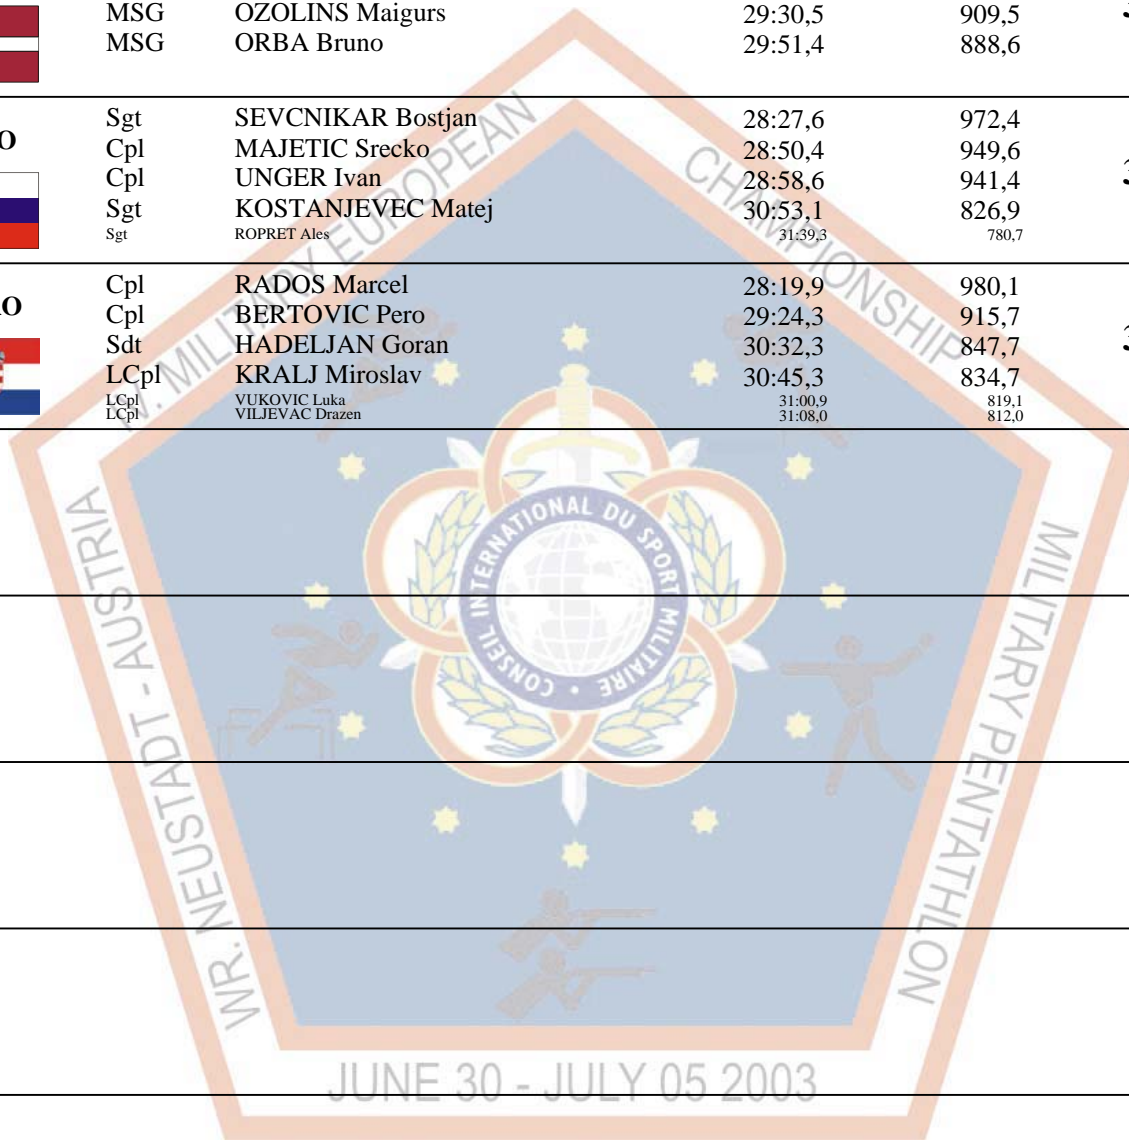 MSG OZOLINS Maigurs 29:30,5 909,5
MSG ORBA Bruno 29:51,4 888,6
Sgt SEVCNIKAR Bostjan 28:27,6 972,4
Cpl MAJETIC Srecko 28:50,4 949,6
Cpl UNGER Ivan 28:58,6 941,4
Sgt KOSTANJEVEC Matej 30:53,1 826,9
Sgt ROPRET Ales 31:39,3 780,7
Cpl RADOS Marcel 28:19,9 980,1
Cpl BERTOVIC Pero 29:24,3 915,7
Sdt HADELJAN Goran 30:32,3 847,7
LCpl KRALJ Miroslav 30:45,3 834,7
LCpl VUKOVIC Luka 31:00,9 819,1
LCpl VILJEVAC Drazen 31:08,0 812,0
V. MILITARY EUROPEAN
CHAMPIONSHIP
MILITARY PENTATHLON
WR. NEUSTADT - AUSTRIA
CONSEIL INTERNATIONAL DU SPORT MILITAIRE
JUNE 30 - JULY 05 2003